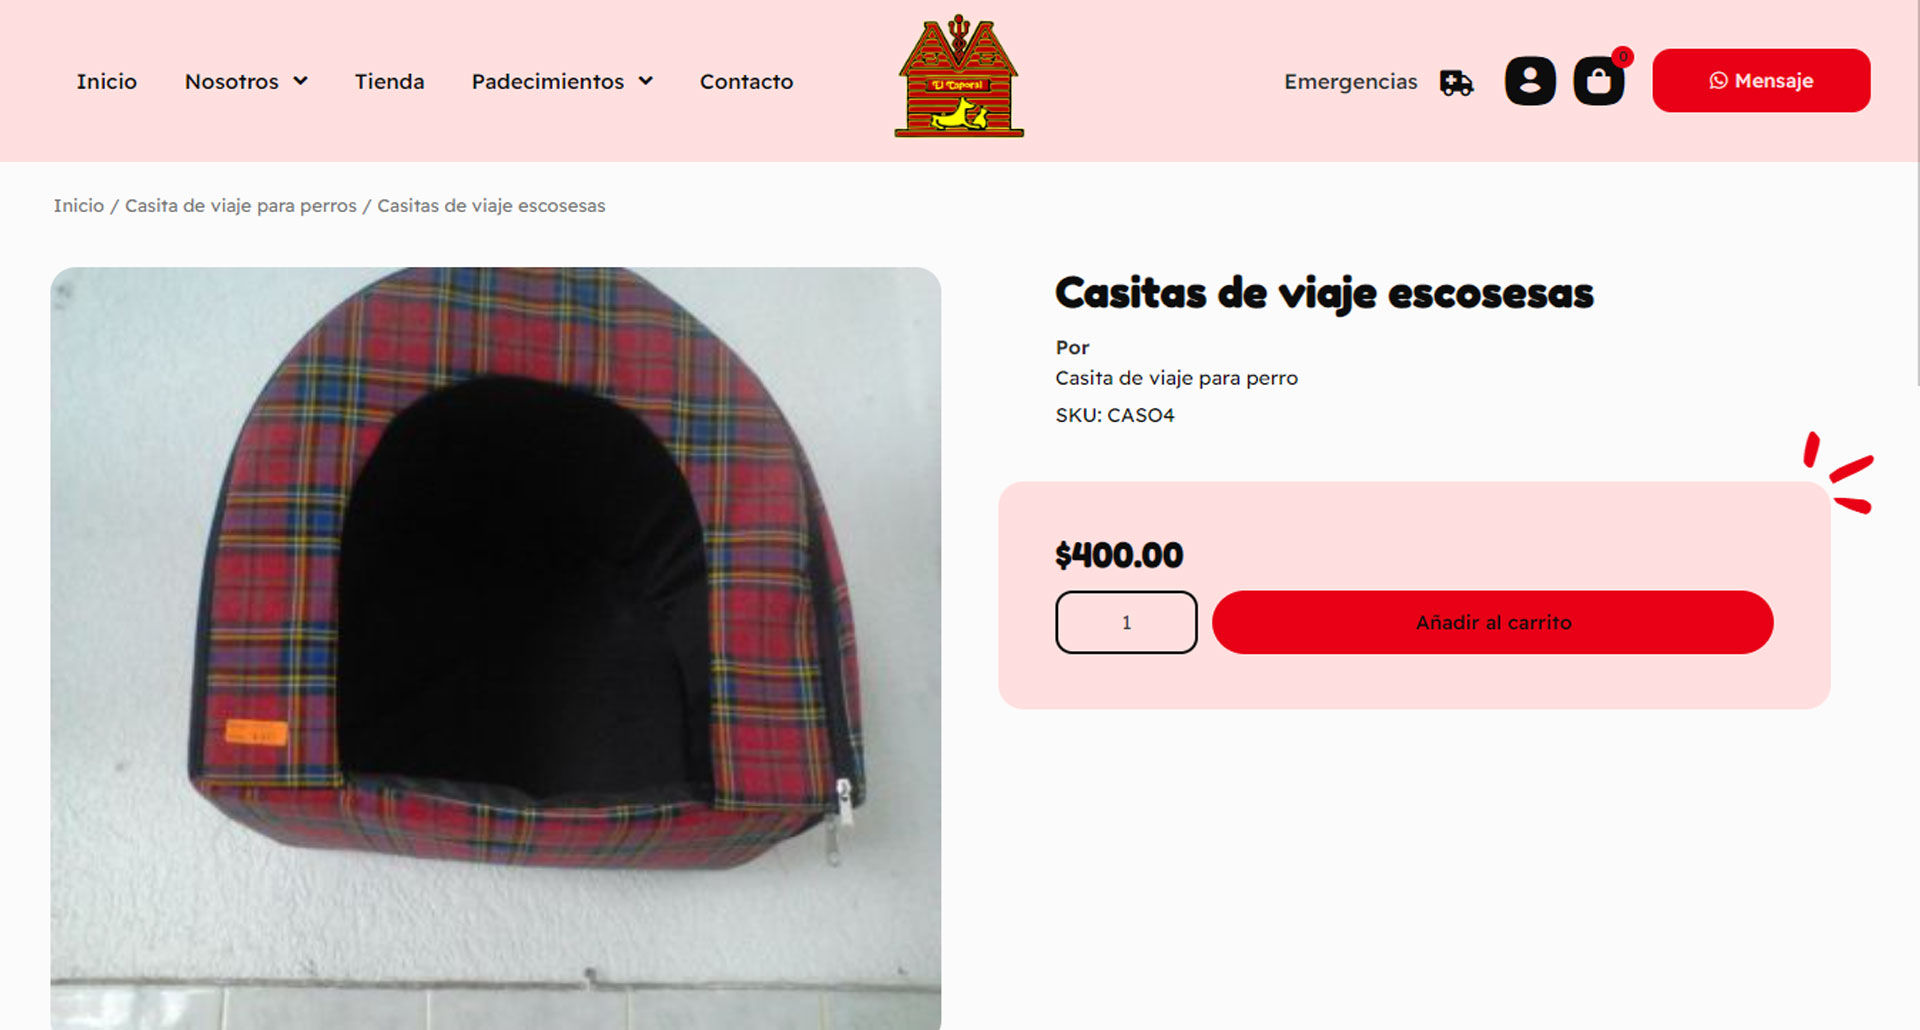 Inicio
Nosotros
Tienda
Padecimientos
Contacto
El Caporal
Emergencias
0
Mensaje
Inicio / Casita de viaje para perros / Casitas de viaje escosesas
Casitas de viaje escosesas
Por
Casita de viaje para perro
SKU: CASO4
$400.00
1
Añadir al carrito